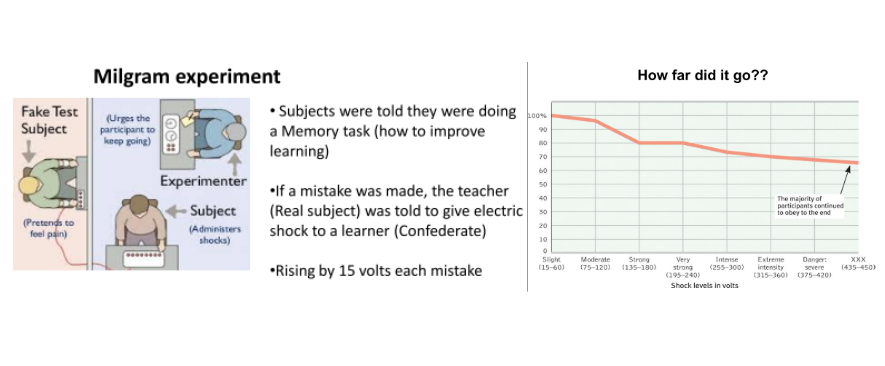 Milgram experiment
Fake Test
Subject
(Pretends to
feel pain)
(Urges the
participant to
keep going)
Experimenter
Subject
(Administers
shocks)
• Subjects were told they were doing
a Memory task (how to improve
learning)
•If a mistake was made, the teacher
(Real subject) was told to give electric
shock to a learner (Confederate)
•Rising by 15 volts each mistake
How far did it go??
100%
90
80
70
60
50
40
30
20
10
0
The majority of
participants continued
to obey to the end
Slight
(15–60)
Moderate
(75–120)
Strong
(135–180)
Very
strong
(195–240)
Intense
(255–300)
Extreme
intensity
(315–360)
Danger:
severe
(375–420)
XXX
(435–450)
Shock levels in volts